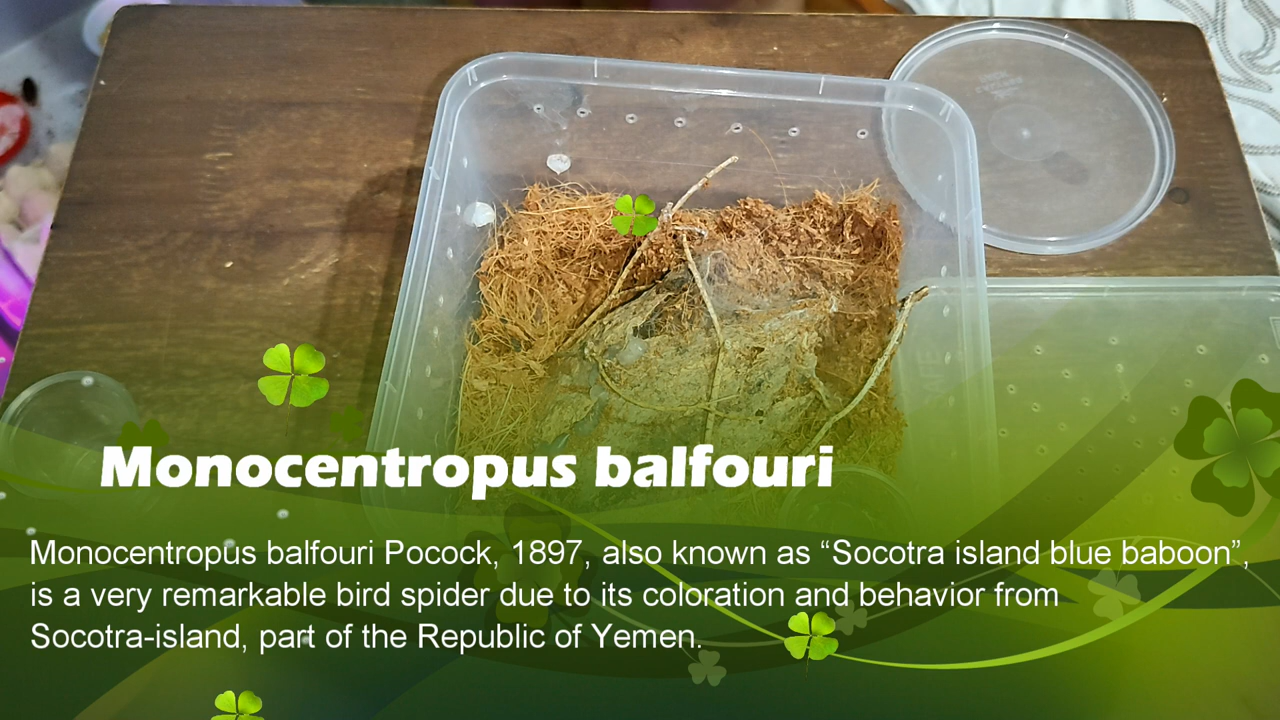 Monocentropus balfouri
Monocentropus balfouri Pocock, 1897, also known as “Socotra island blue baboon”,
is a very remarkable bird spider due to its coloration and behavior from
Socotra-island, part of the Republic of Yemen.